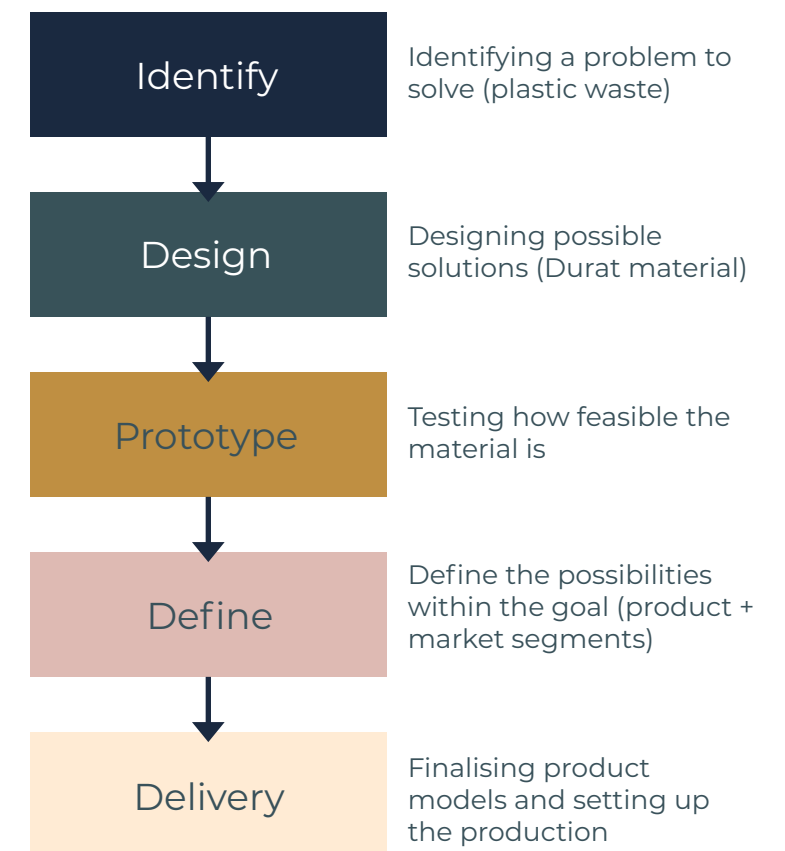 Identify
Identifying a problem to
solve (plastic waste)
Design
Designing possible
solutions (Durat material)
Prototype
Testing how feasible the
material is
Define
Define the possibilities
within the goal (product +
market segments)
Delivery
Finalising product
models and setting up
the production